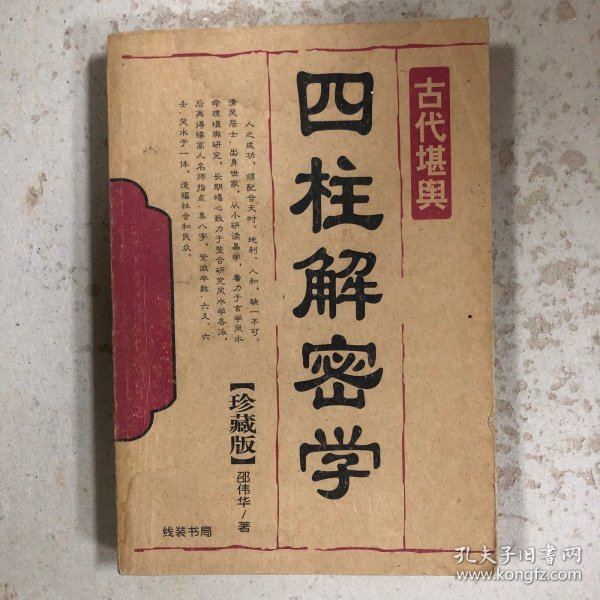 古代堪舆
四柱解密学
人之成功，须配合天时、地利、人和，缺一不可。
清风居士，出身世家，从小研读易学，着力于玄学风水
命理堪舆研究，长期竭心致力于整合研究风水学各派，
后再得缘高人名师指点，集八字，紫微斗数，六爻、六
壬，风水于一体，造福社会和民众。
【珍藏版】
邵伟华/著
线装书局
孔夫子旧书网
www.kongfz.com